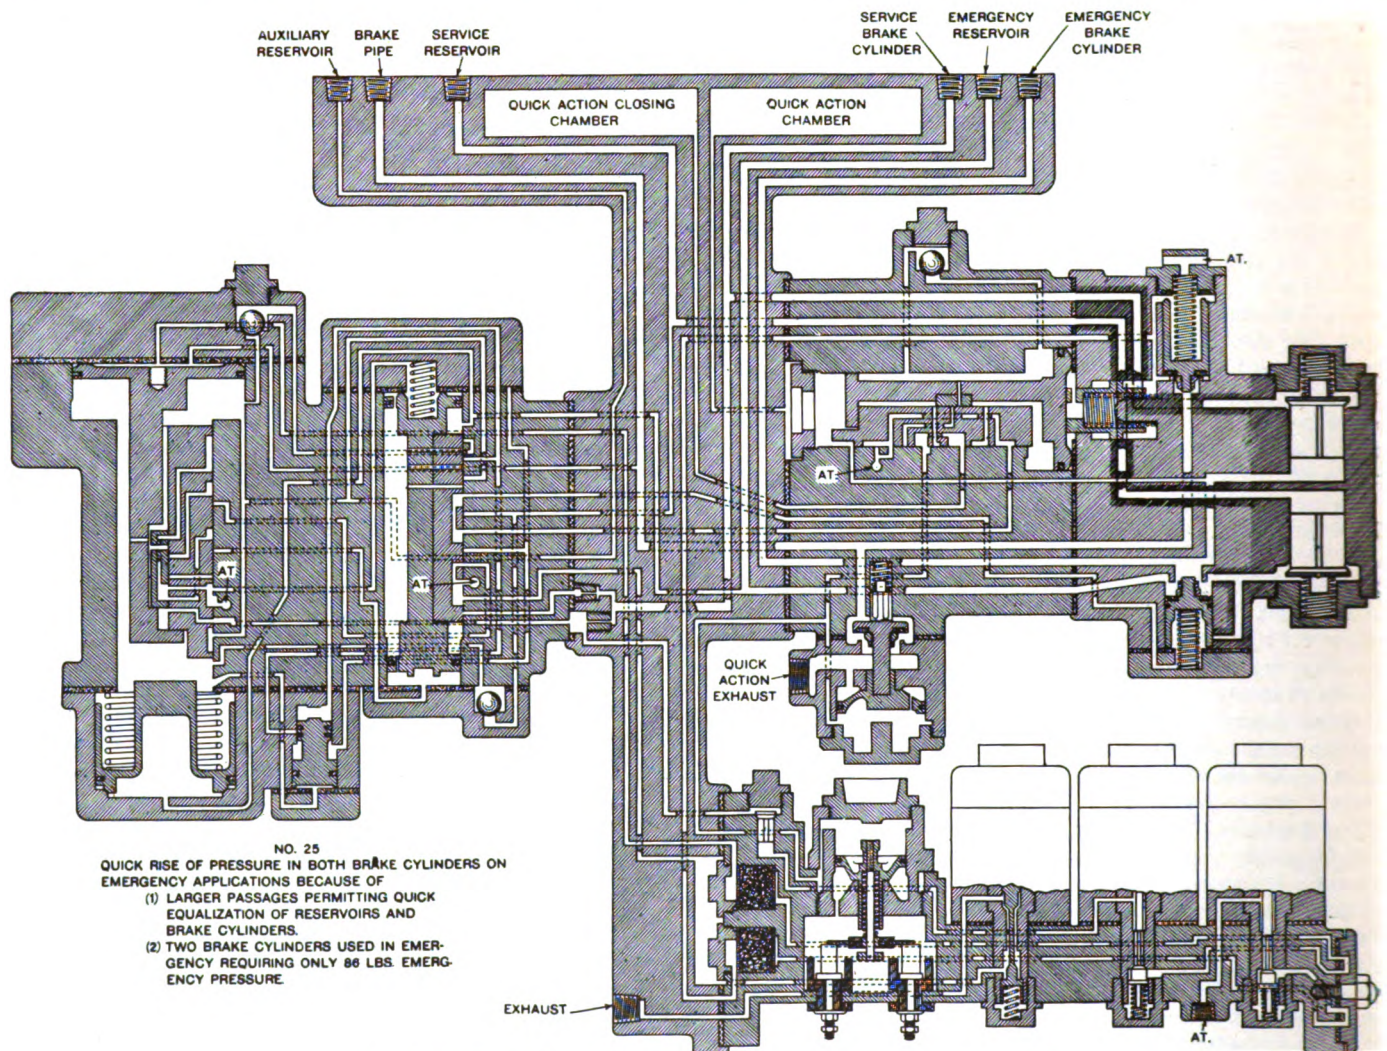 AUXILIARY
RESERVOIR
BRAKE
PIPE
SERVICE
RESERVOIR
SERVICE
BRAKE
CYLINDER
EMERGENCY
RESERVOIR
EMERGENCY
BRAKE
CYLINDER
QUICK ACTION CLOSING
CHAMBER
QUICK ACTION
CHAMBER
AT.
AT.
AT.
AT.
QUICK
ACTION
EXHAUST
NO. 25
QUICK RISE OF PRESSURE IN BOTH BRAKE CYLINDERS ON
EMERGENCY APPLICATIONS BECAUSE OF
(1) LARGER PASSAGES PERMITTING QUICK
EQUALIZATION OF RESERVOIRS AND
BRAKE CYLINDERS.
(2) TWO BRAKE CYLINDERS USED IN EMER-
GENCY REQUIRING ONLY 86 LBS. EMERG-
ENCY PRESSURE.
EXHAUST
AT.